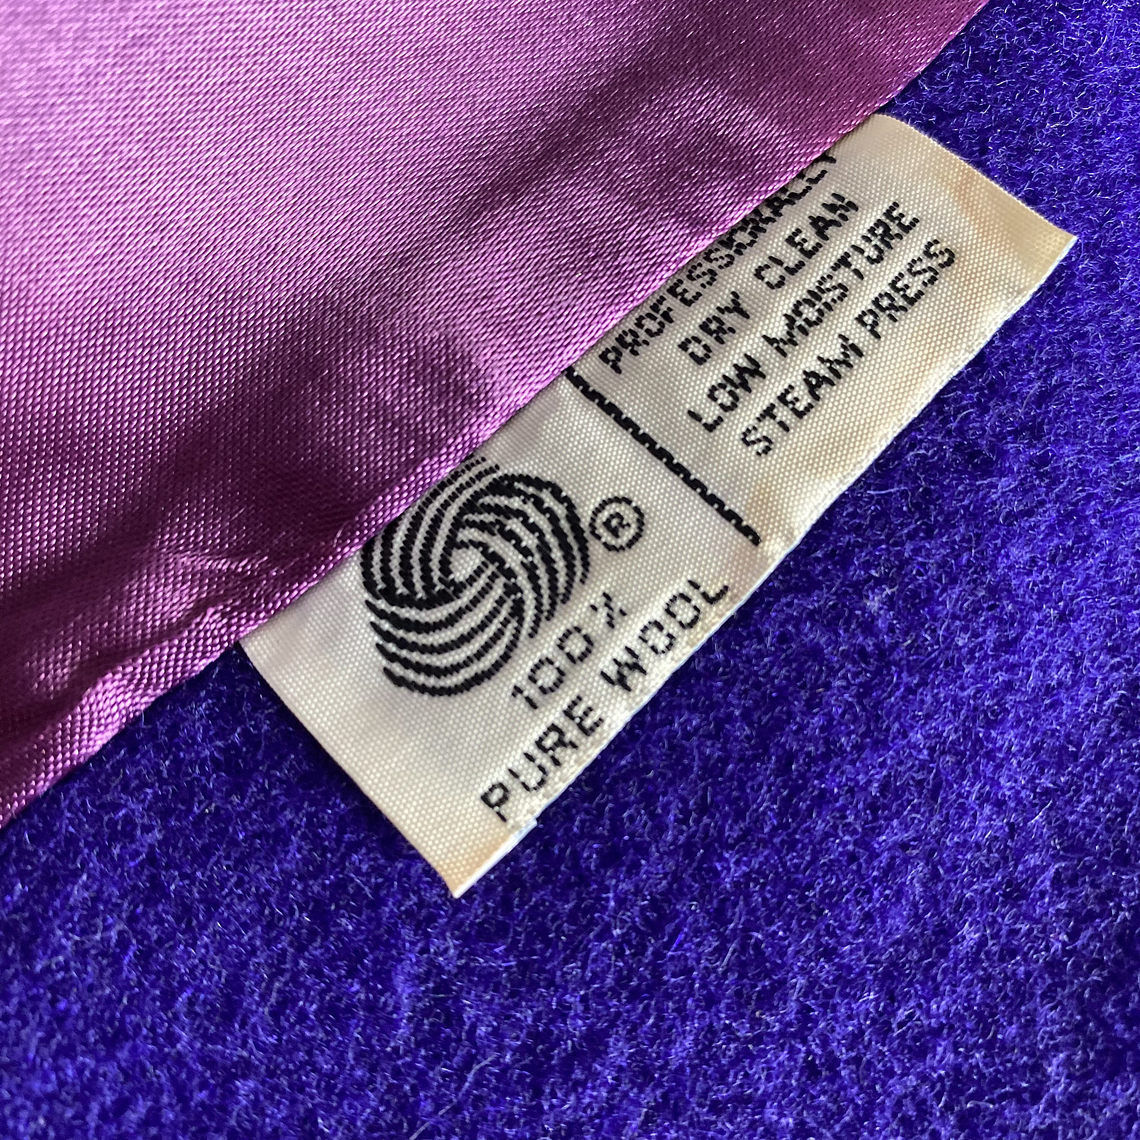 PROFESSIONALLY
DRY CLEAN
LOW MOISTURE
STEAM PRESS
®
100%
PURE WOOL